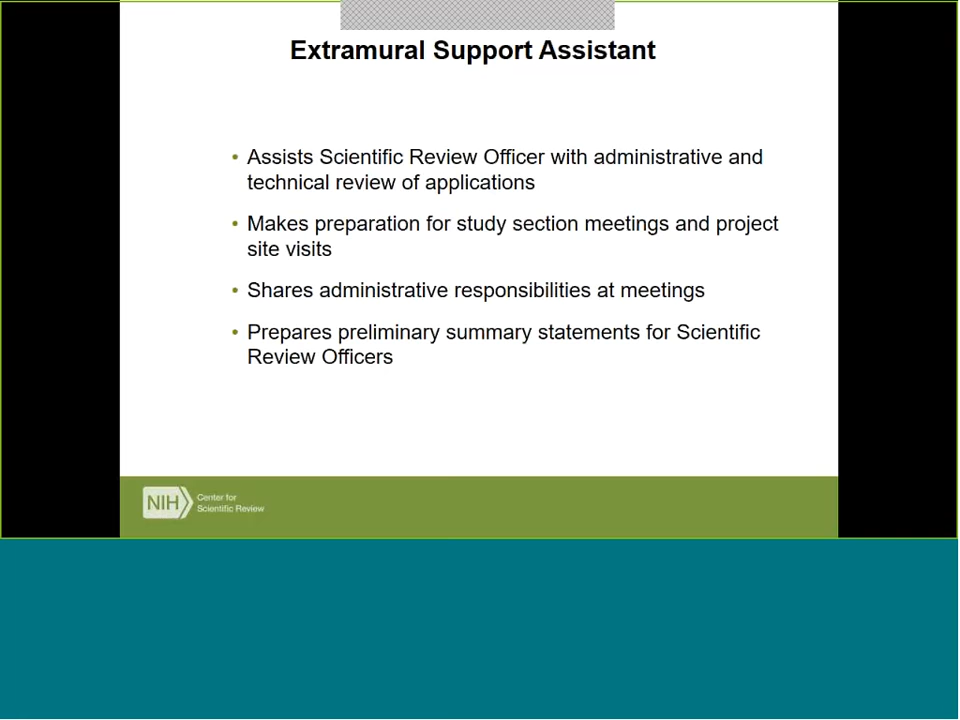 Extramural Support Assistant
• Assists Scientific Review Officer with administrative and
technical review of applications
• Makes preparation for study section meetings and project
site visits
• Shares administrative responsibilities at meetings
• Prepares preliminary summary statements for Scientific
Review Officers
NIH
Center for
Scientific Review